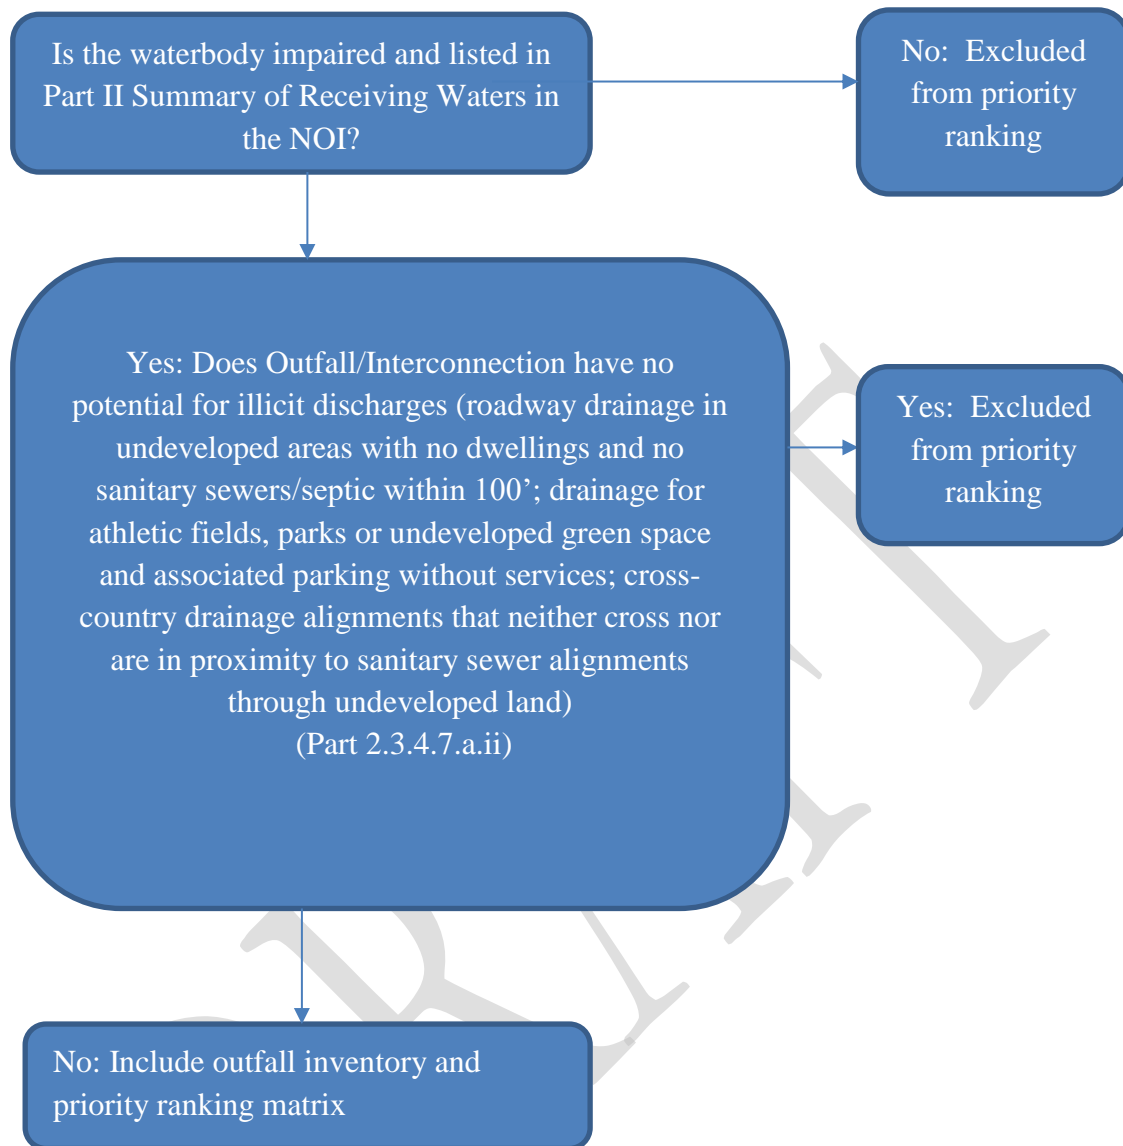 Is the waterbody impaired and listed in
Part II Summary of Receiving Waters in
the NOI?
No:  Excluded
from priority
ranking
Yes: Does Outfall/Interconnection have no
potential for illicit discharges (roadway drainage in
undeveloped areas with no dwellings and no
sanitary sewers/septic within 100’; drainage for
athletic fields, parks or undeveloped green space
and associated parking without services; cross-
country drainage alignments that neither cross nor
are in proximity to sanitary sewer alignments
through undeveloped land)
(Part 2.3.4.7.a.ii)
Yes:  Excluded
from priority
ranking
No: Include outfall inventory and
priority ranking matrix